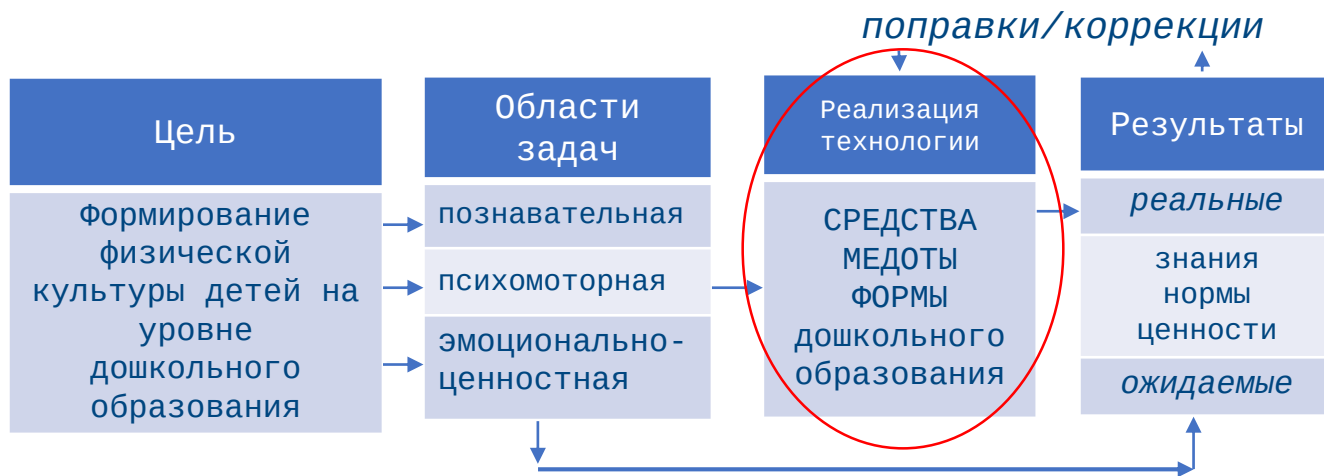 поправки/коррекции
Цель
Формирование
физической
культуры детей на
уровне
дошкольного
образования
Области
задач
познавательная
психомоторная
эмоционально-
ценностная
Реализация
технологии
СРЕДСТВА
МЕДОТЫ
ФОРМЫ
дошкольного
образования
Результаты
реальные
знания
нормы
ценности
ожидаемые